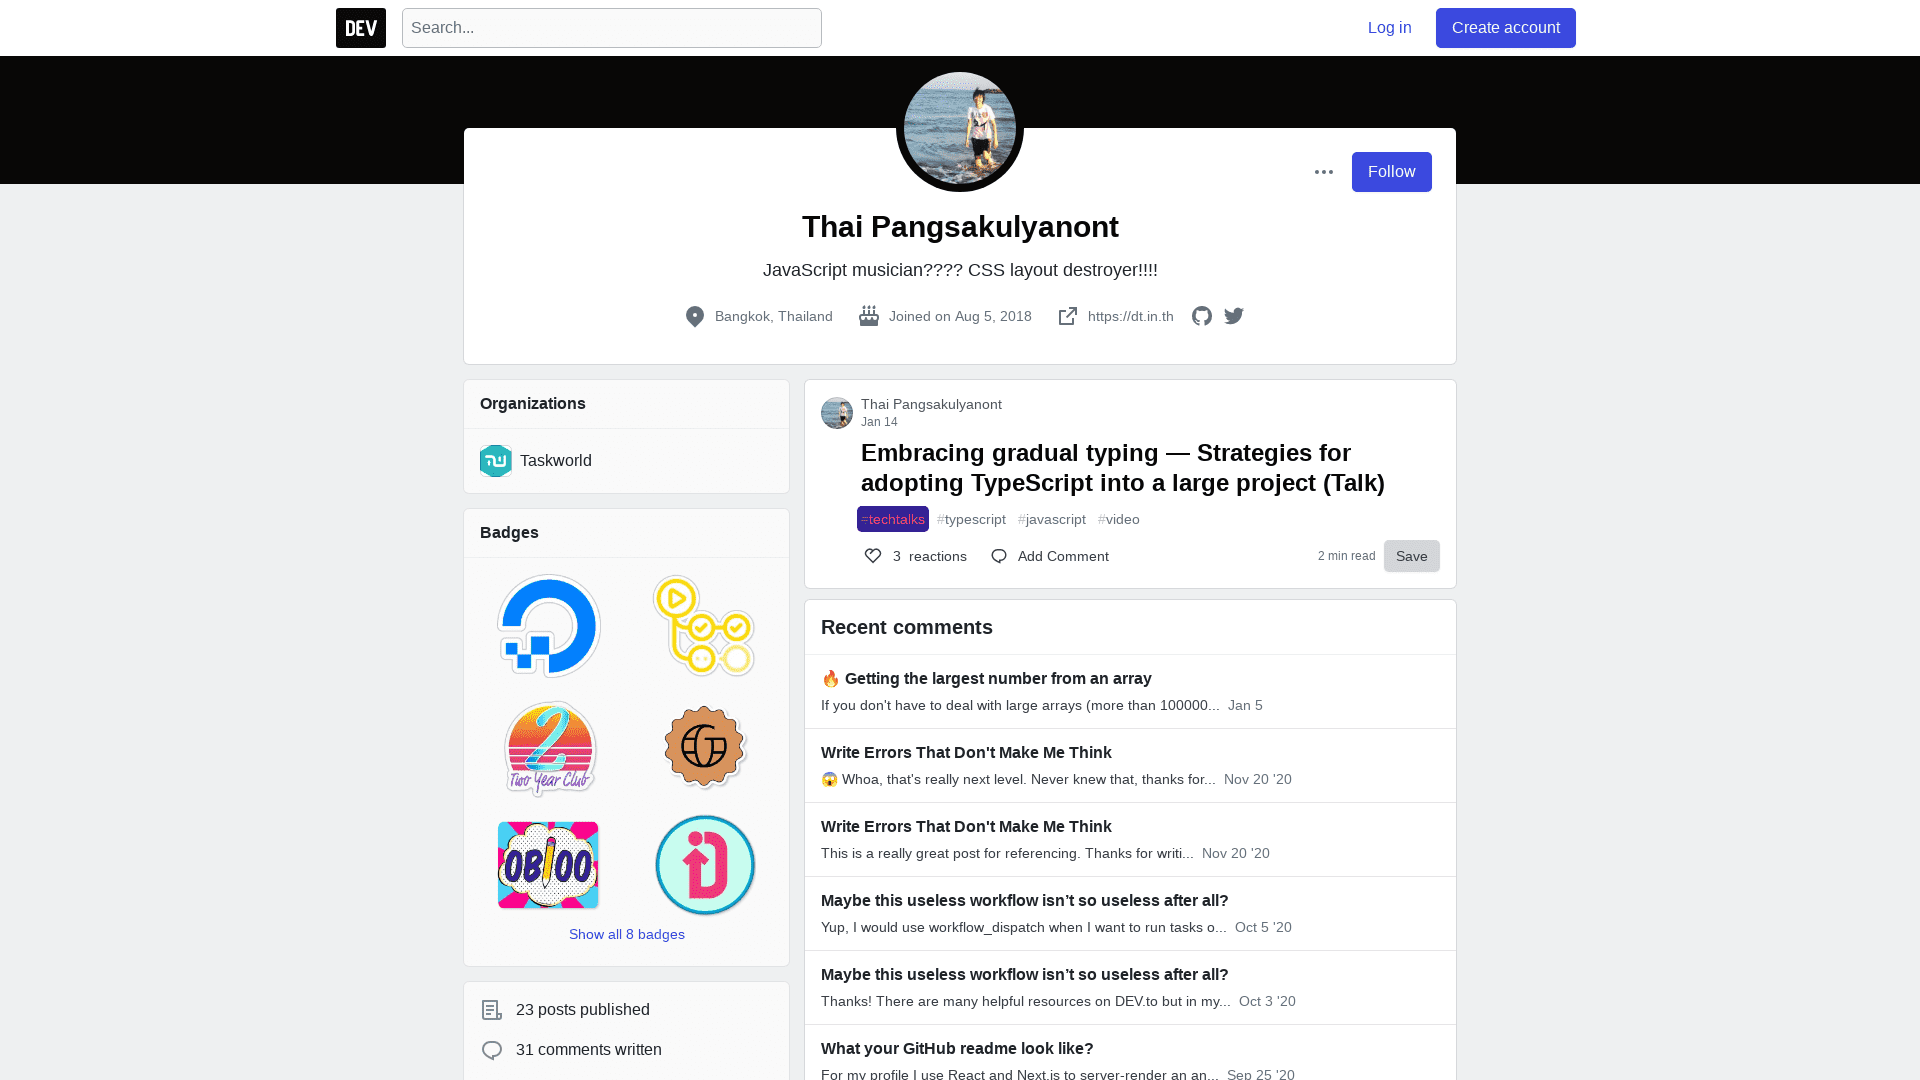 DEV
Search...
Log in
Create account
Follow
Thai Pangsakulyanont
JavaScript musician???? CSS layout destroyer!!!!
Bangkok, Thailand
Joined on Aug 5, 2018
https://dt.in.th
Organizations
Taskworld
Badges
2
Two Year Club
G
0B100
Show all 8 badges
23 posts published
31 comments written
Thai Pangsakulyanont
Jan 14
Embracing gradual typing — Strategies for
adopting TypeScript into a large project (Talk)
#techtalks #typescript #javascript #video
3 reactions
Add Comment
2 min read
Save
Recent comments
🔥 Getting the largest number from an array
If you don't have to deal with large arrays (more than 100000... Jan 5
Write Errors That Don't Make Me Think
😱 Whoa, that's really next level. Never knew that, thanks for... Nov 20 '20
Write Errors That Don't Make Me Think
This is a really great post for referencing. Thanks for writi... Nov 20 '20
Maybe this useless workflow isn’t so useless after all?
Yup, I would use workflow_dispatch when I want to run tasks o... Oct 5 '20
Maybe this useless workflow isn’t so useless after all?
Thanks! There are many helpful resources on DEV.to but in my... Oct 3 '20
What your GitHub readme look like?
For my profile I use React and Next.js to server-render an an... Sep 25 '20